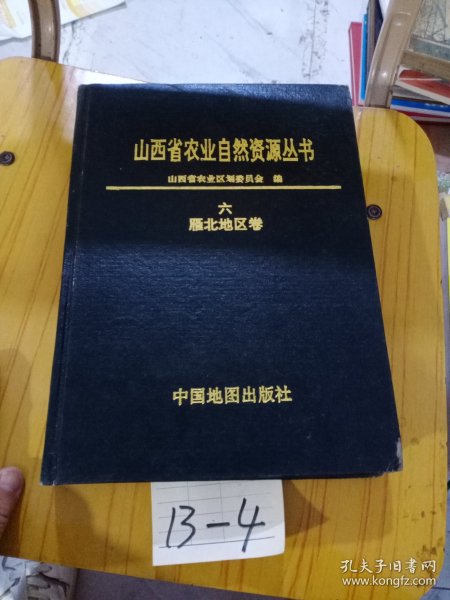 山西省农业自然资源丛书
山西省农业区划委员会 编
六
雁北地区卷
中国地图出版社
13-4
孔夫子旧书网
www.kongfz.com